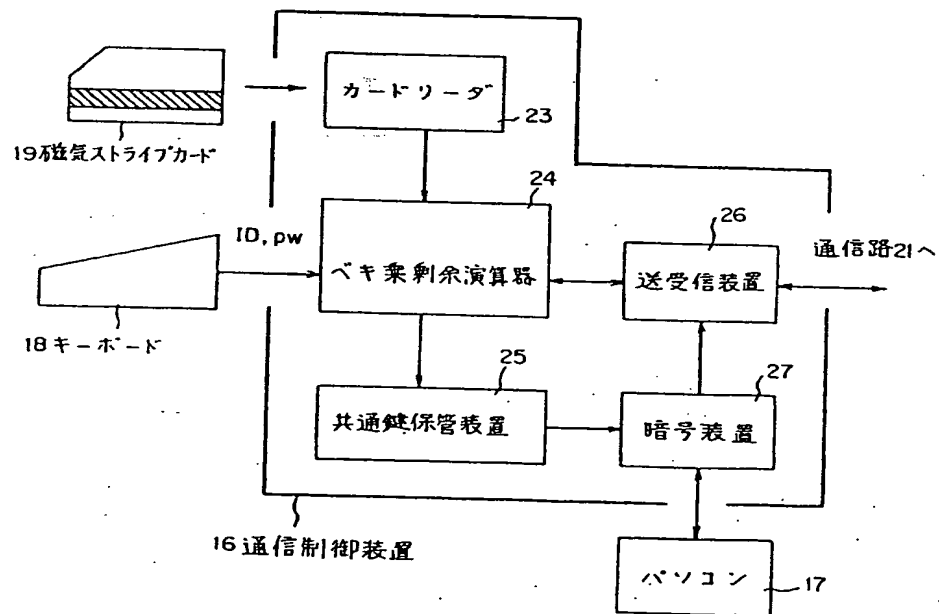 カードリーダ
23
19磁気ストライプカード
24
ID, pw
26
通信路21へ
ベキ乗剰余演算器
送受信装置
18キーボード
25
27
共通鍵保管装置
暗号装置
16通信制御装置
パソコン
17